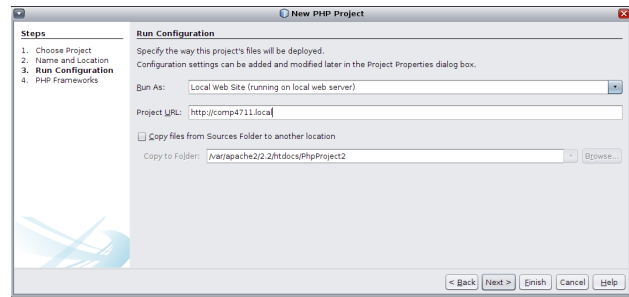 New PHP Project
Steps
1. Choose Project
2. Name and Location
3. Run Configuration
4. PHP Frameworks
Run Configuration
Specify the way this project's files will be deployed.
Configuration settings can be added and modified later in the Project Properties dialog box.
Run As: Local Web Site (running on local web server)
Project URL: http://comp4711.local
Copy files from Sources Folder to another location
Copy to Folder: /var/apache2/2.2/htdocs/PhpProject2 Browse...
< Back Next > Finish Cancel Help